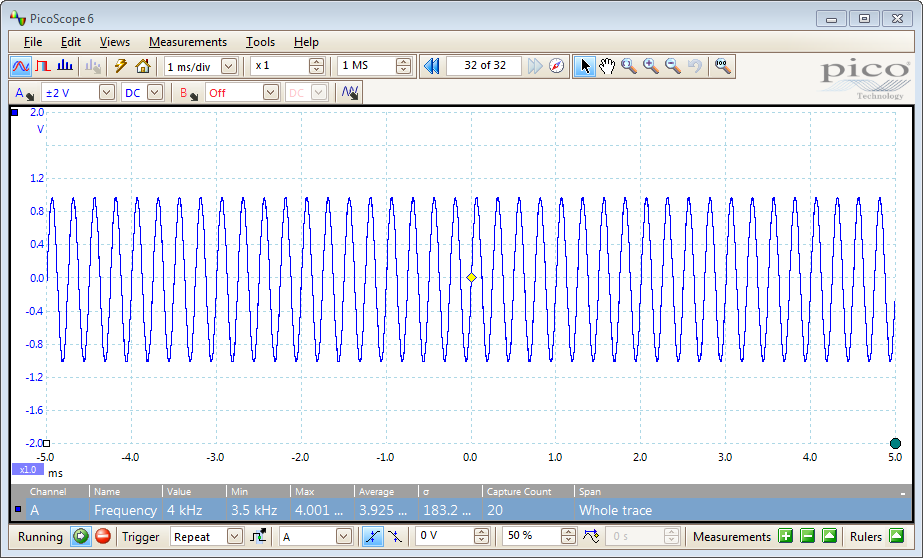 PicoScope 6
File Edit Views Measurements Tools Help
1 ms/div x 1 1 MS 32 of 32 100%
A ±2 V DC B Off DC
pico
Technology
2.0
V
1.2
0.8
0.4
0.0
-0.4
-0.8
-1.2
-1.6
-2.0
-5.0 -4.0 -3.0 -2.0 -1.0 0.0 1.0 2.0 3.0 4.0 5.0
x1.0 ms
Channel Name Value Min Max Average σ Capture Count Span
A Frequency 4 kHz 3.5 kHz 4.001 ... 3.925 ... 183.2 ... 20 Whole trace
Running Trigger Repeat A 0 V 50 % 0 s Measurements Rulers